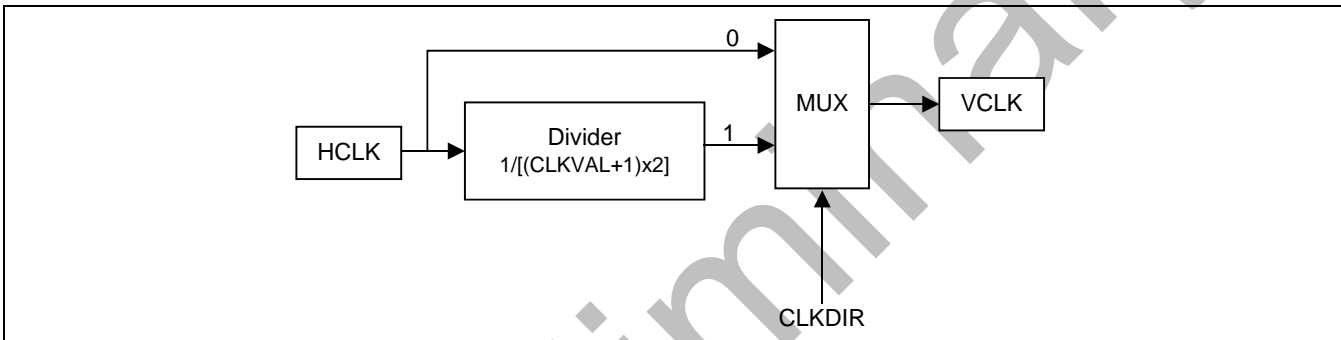 0
MUX
VCLK
HCLK
Divider
1/[(CLKVAL+1)x2]
1
CLKDIR